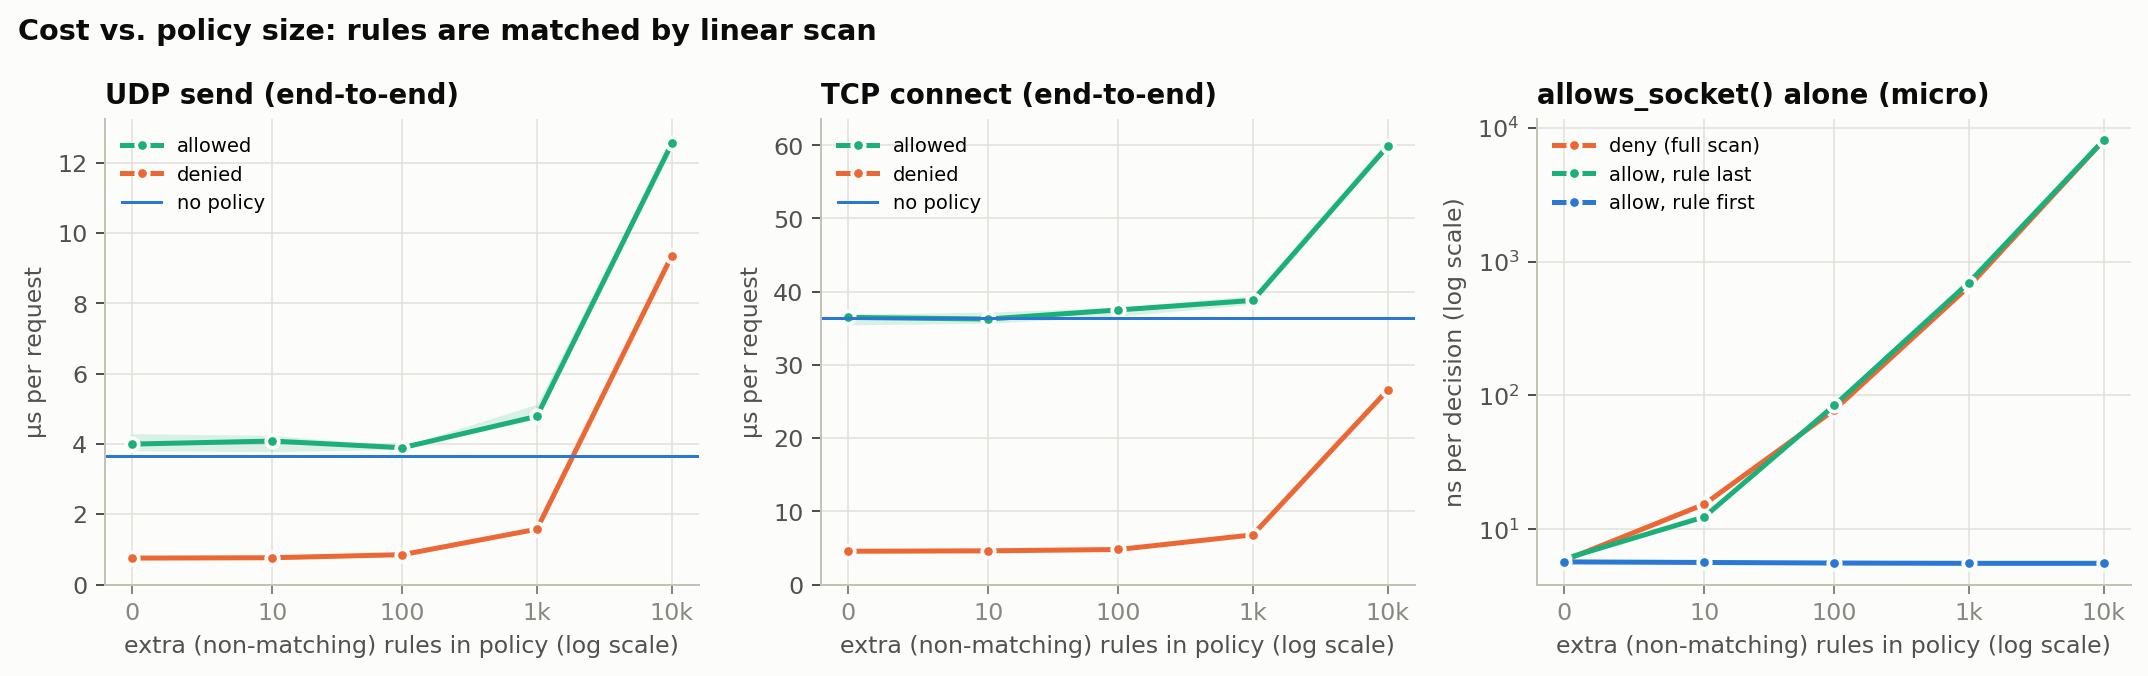 Cost vs. policy size: rules are matched by linear scan
UDP send (end-to-end)
µs per request
12
10
8
6
4
2
0
allowed
denied
no policy
0 10 100 1k 10k
extra (non-matching) rules in policy (log scale)
TCP connect (end-to-end)
µs per request
60
50
40
30
20
10
0
allowed
denied
no policy
0 10 100 1k 10k
extra (non-matching) rules in policy (log scale)
allows_socket() alone (micro)
ns per decision (log scale)
10⁴
10³
10²
10¹
deny (full scan)
allow, rule last
allow, rule first
0 10 100 1k 10k
extra (non-matching) rules in policy (log scale)